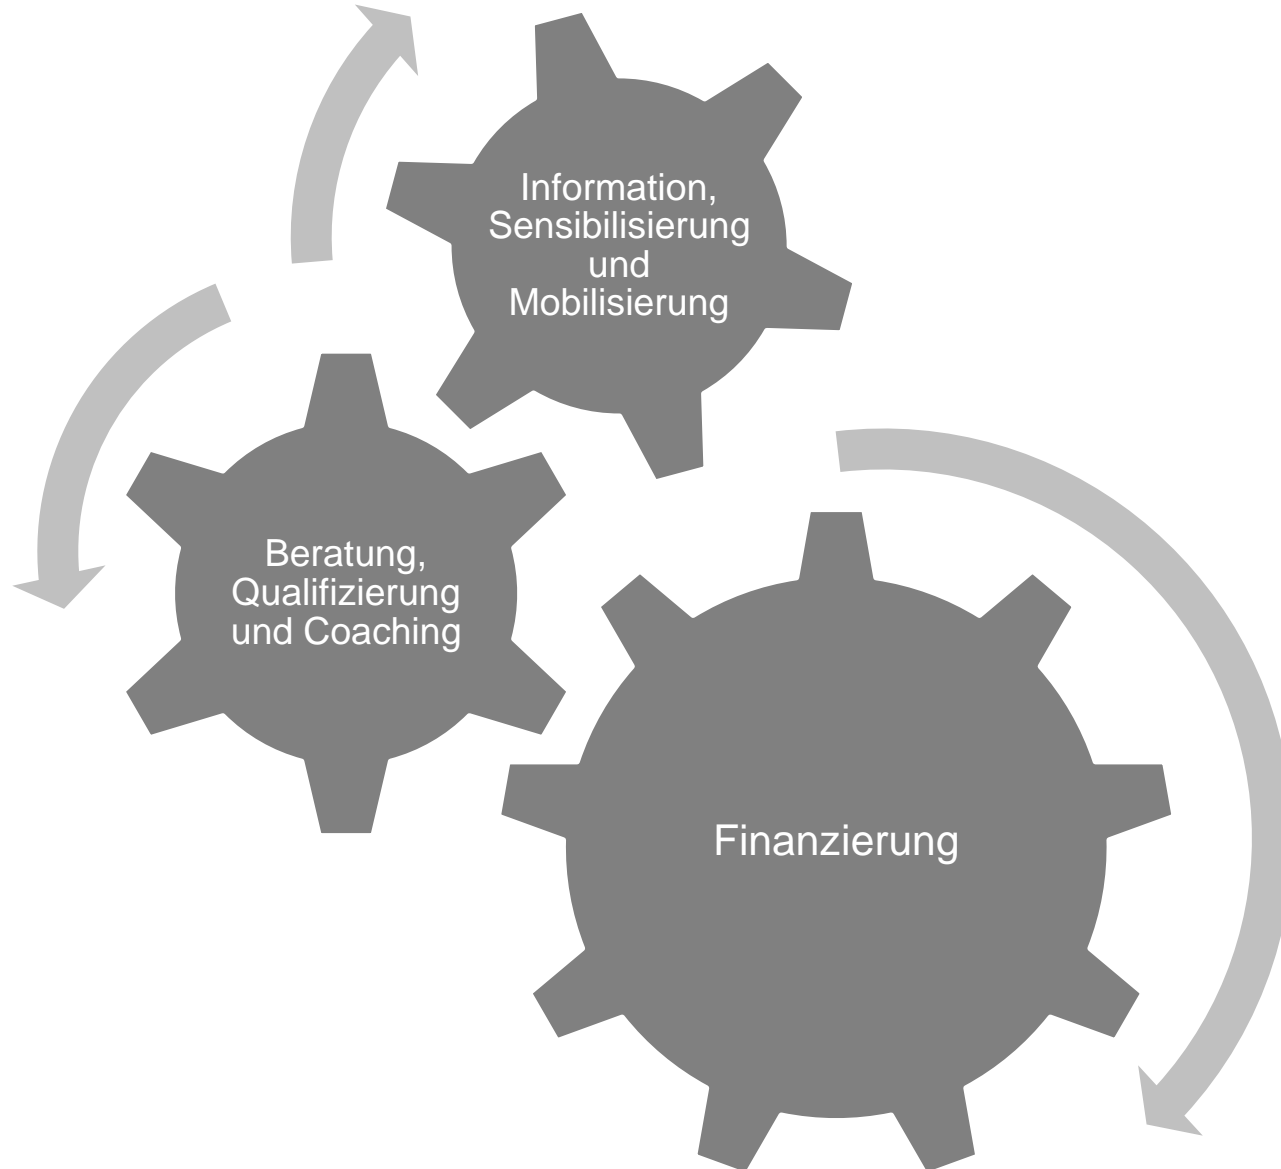 Information,
Sensibilisierung
und
Mobilisierung
Beratung,
Qualifizierung
und Coaching
Finanzierung